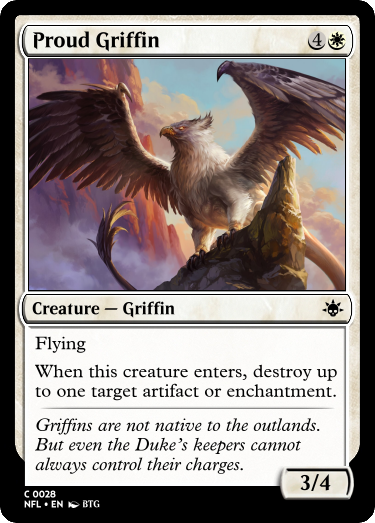 Proud Griffin 4
Creature — Griffin
Flying
When this creature enters, destroy up
to one target artifact or enchantment.
Griffins are not native to the outlands.
But even the Duke's keepers cannot
always control their charges.
3/4
C 0028
NFL • EN BTG